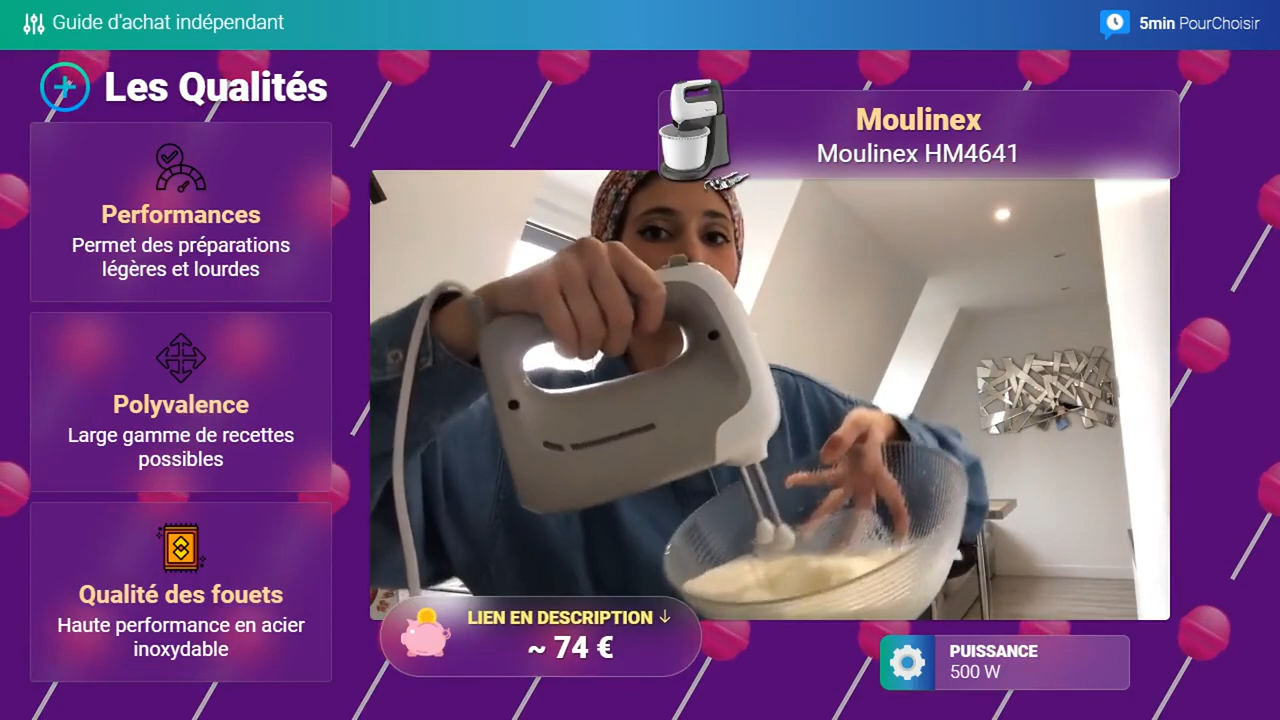 Guide d'achat indépendant
5min PourChoisir
Les Qualités
Performances
Permet des préparations
légères et lourdes
Polyvalence
Large gamme de recettes
possibles
Qualité des fouets
Haute performance en acier
inoxydable
Moulinex
Moulinex HM4641
LIEN EN DESCRIPTION ↓
~ 74 €
PUISSANCE
500 W